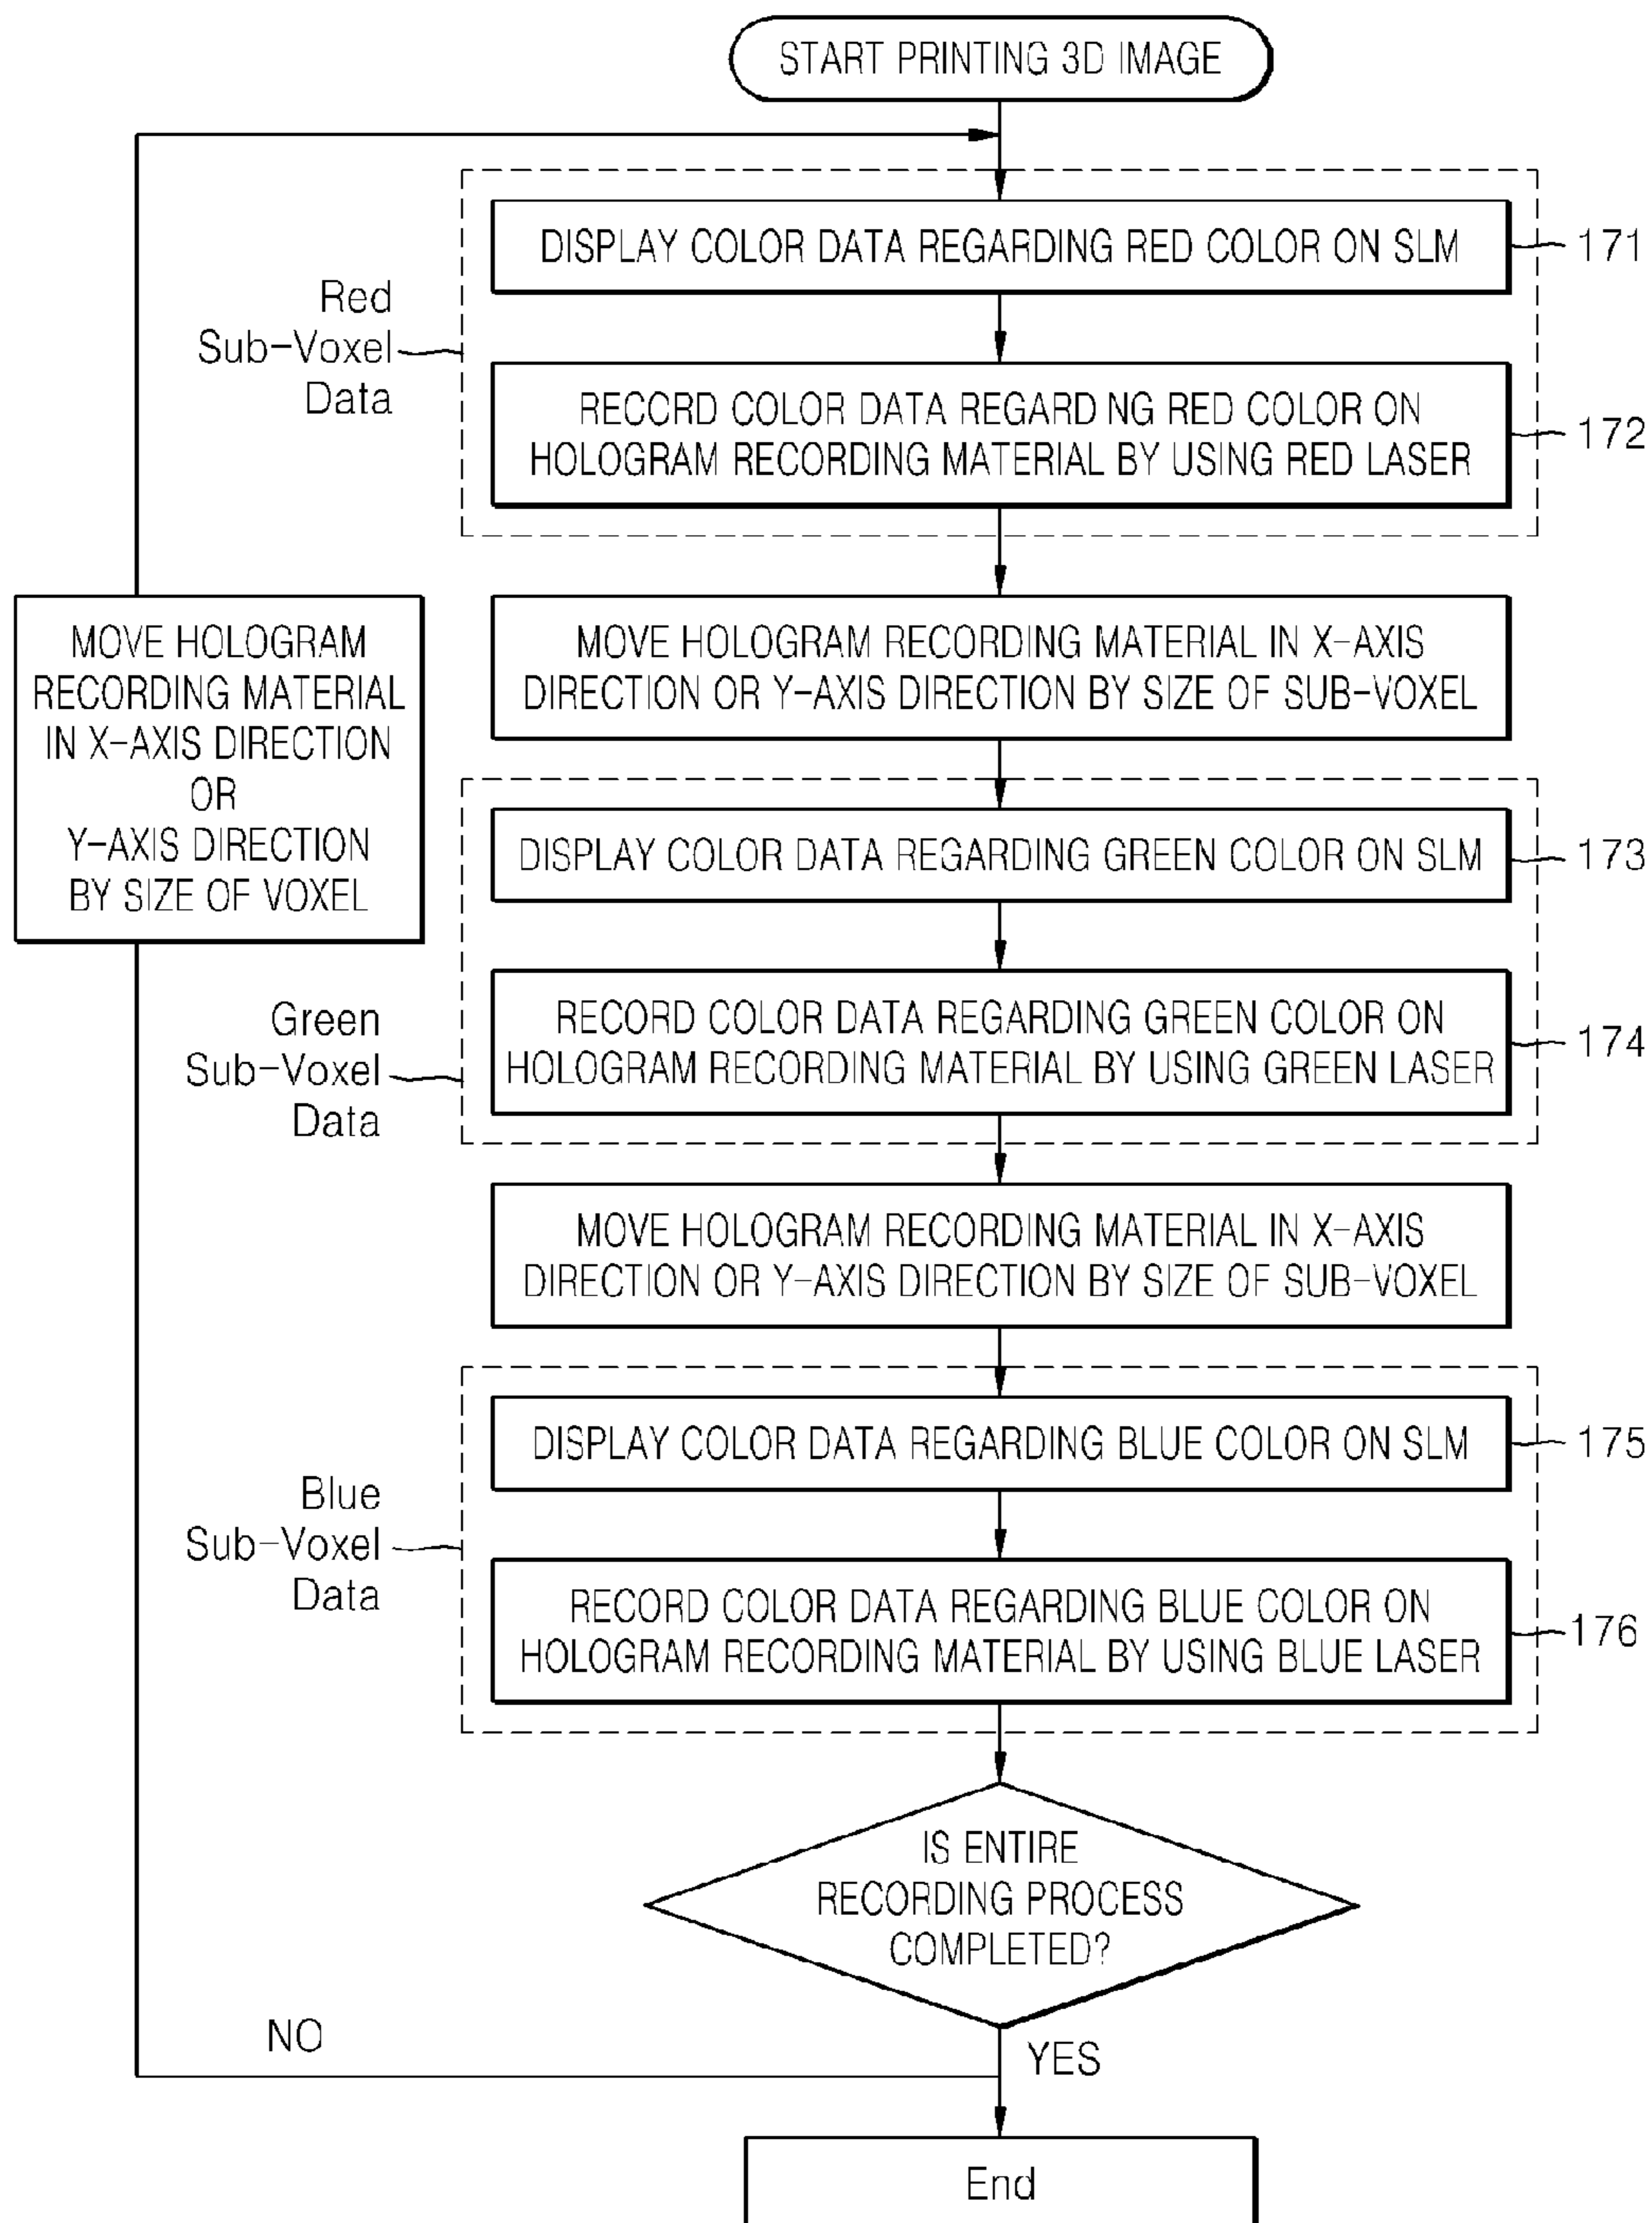 START PRINTING 3D IMAGE
DISPLAY COLOR DATA REGARDING RED COLOR ON SLM
171
Red
Sub-Voxel
Data
RECORD COLOR DATA REGARD NG RED COLOR ON
HOLOGRAM RECORDING MATERIAL BY USING RED LASER
172
MOVE HOLOGRAM
RECORDING MATERIAL
IN X-AXIS DIRECTION
OR
Y-AXIS DIRECTION
BY SIZE OF VOXEL
MOVE HOLOGRAM RECORDING MATERIAL IN X-AXIS
DIRECTION OR Y-AXIS DIRECTION BY SIZE OF SUB-VOXEL
DISPLAY COLOR DATA REGARDING GREEN COLOR ON SLM
173
Green
Sub-Voxel
Data
RECORD COLOR DATA REGARDING GREEN COLOR ON
HOLOGRAM RECORDING MATERIAL BY USING GREEN LASER
174
MOVE HOLOGRAM RECORDING MATERIAL IN X-AXIS
DIRECTION OR Y-AXIS DIRECTION BY SIZE OF SUB-VOXEL
DISPLAY COLOR DATA REGARDING BLUE COLOR ON SLM
175
Blue
Sub-Voxel
Data
RECORD COLOR DATA REGARDING BLUE COLOR ON
HOLOGRAM RECORDING MATERIAL BY USING BLUE LASER
176
IS ENTIRE
RECORDING PROCESS
COMPLETED?
NO
YES
End